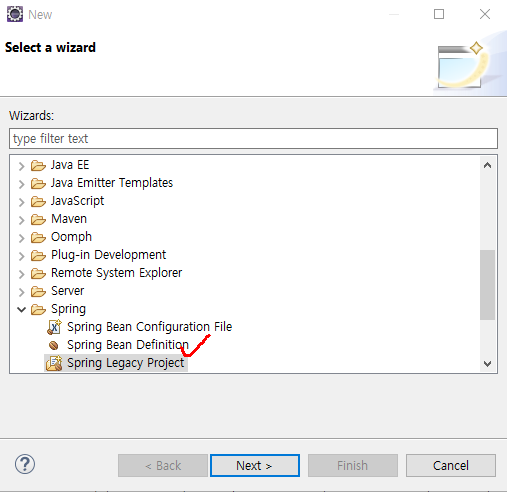 New
Select a wizard
Wizards:
type filter text
Java EE
Java Emitter Templates
JavaScript
Maven
Oomph
Plug-in Development
Remote System Explorer
Server
Spring
Spring Bean Configuration File
Spring Bean Definition
Spring Legacy Project
?
< Back
Next >
Finish
Cancel